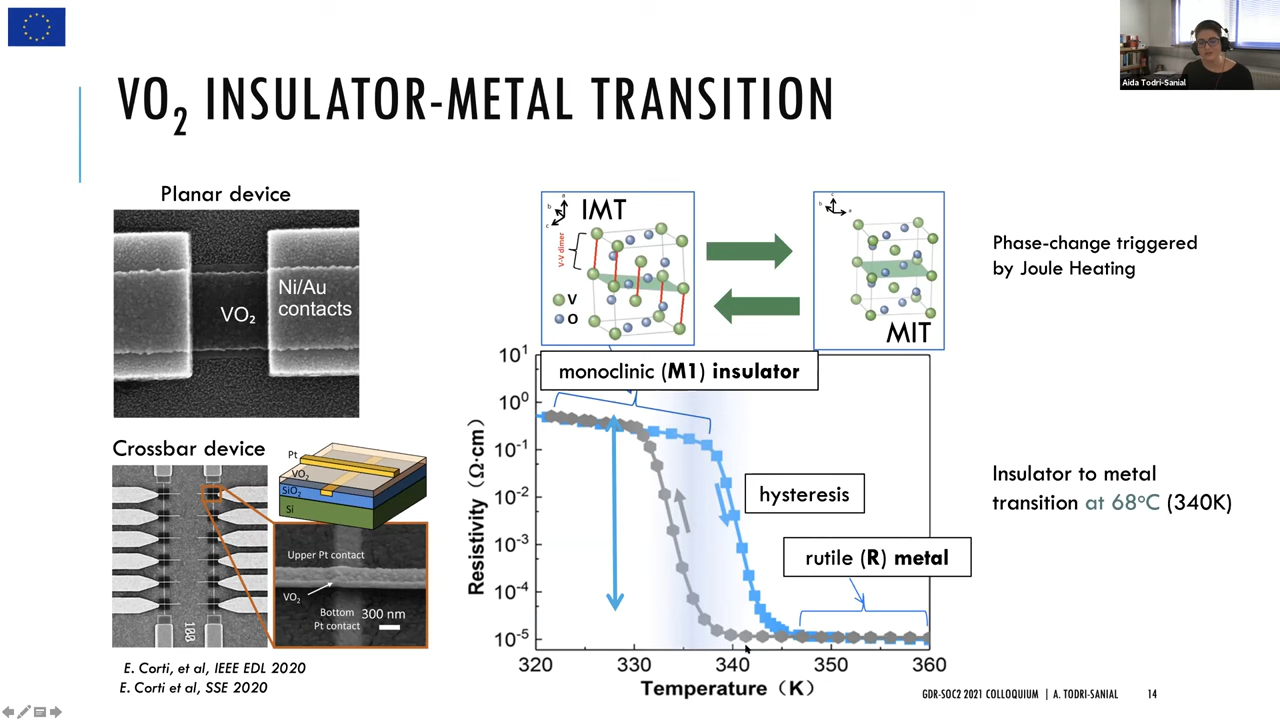 Aida Todri-Sanial
VO₂ INSULATOR-METAL TRANSITION
Planar device
VO₂
Ni/Au
contacts
Crossbar device
Pt
VO₂
SiO₂
Si
Upper Pt contact
VO₂
Bottom
Pt contact
300 nm
100
E. Corti, et al, IEEE EDL 2020
E. Corti et al, SSE 2020
IMT
a
b
c
V-V dimer
V
O
c
b
a
MIT
Phase-change triggered
by Joule Heating
monoclinic (M1) insulator
hysteresis
rutile (R) metal
Insulator to metal
transition at 68°C (340K)
Resistivity (Ω·cm)
10¹
10⁰
10⁻¹
10⁻²
10⁻³
10⁻⁴
10⁻⁵
320 330 340 350 360
Temperature (K)
GDR-SOC2 2021 COLLOQUIUM | A. TODRI-SANIAL 14